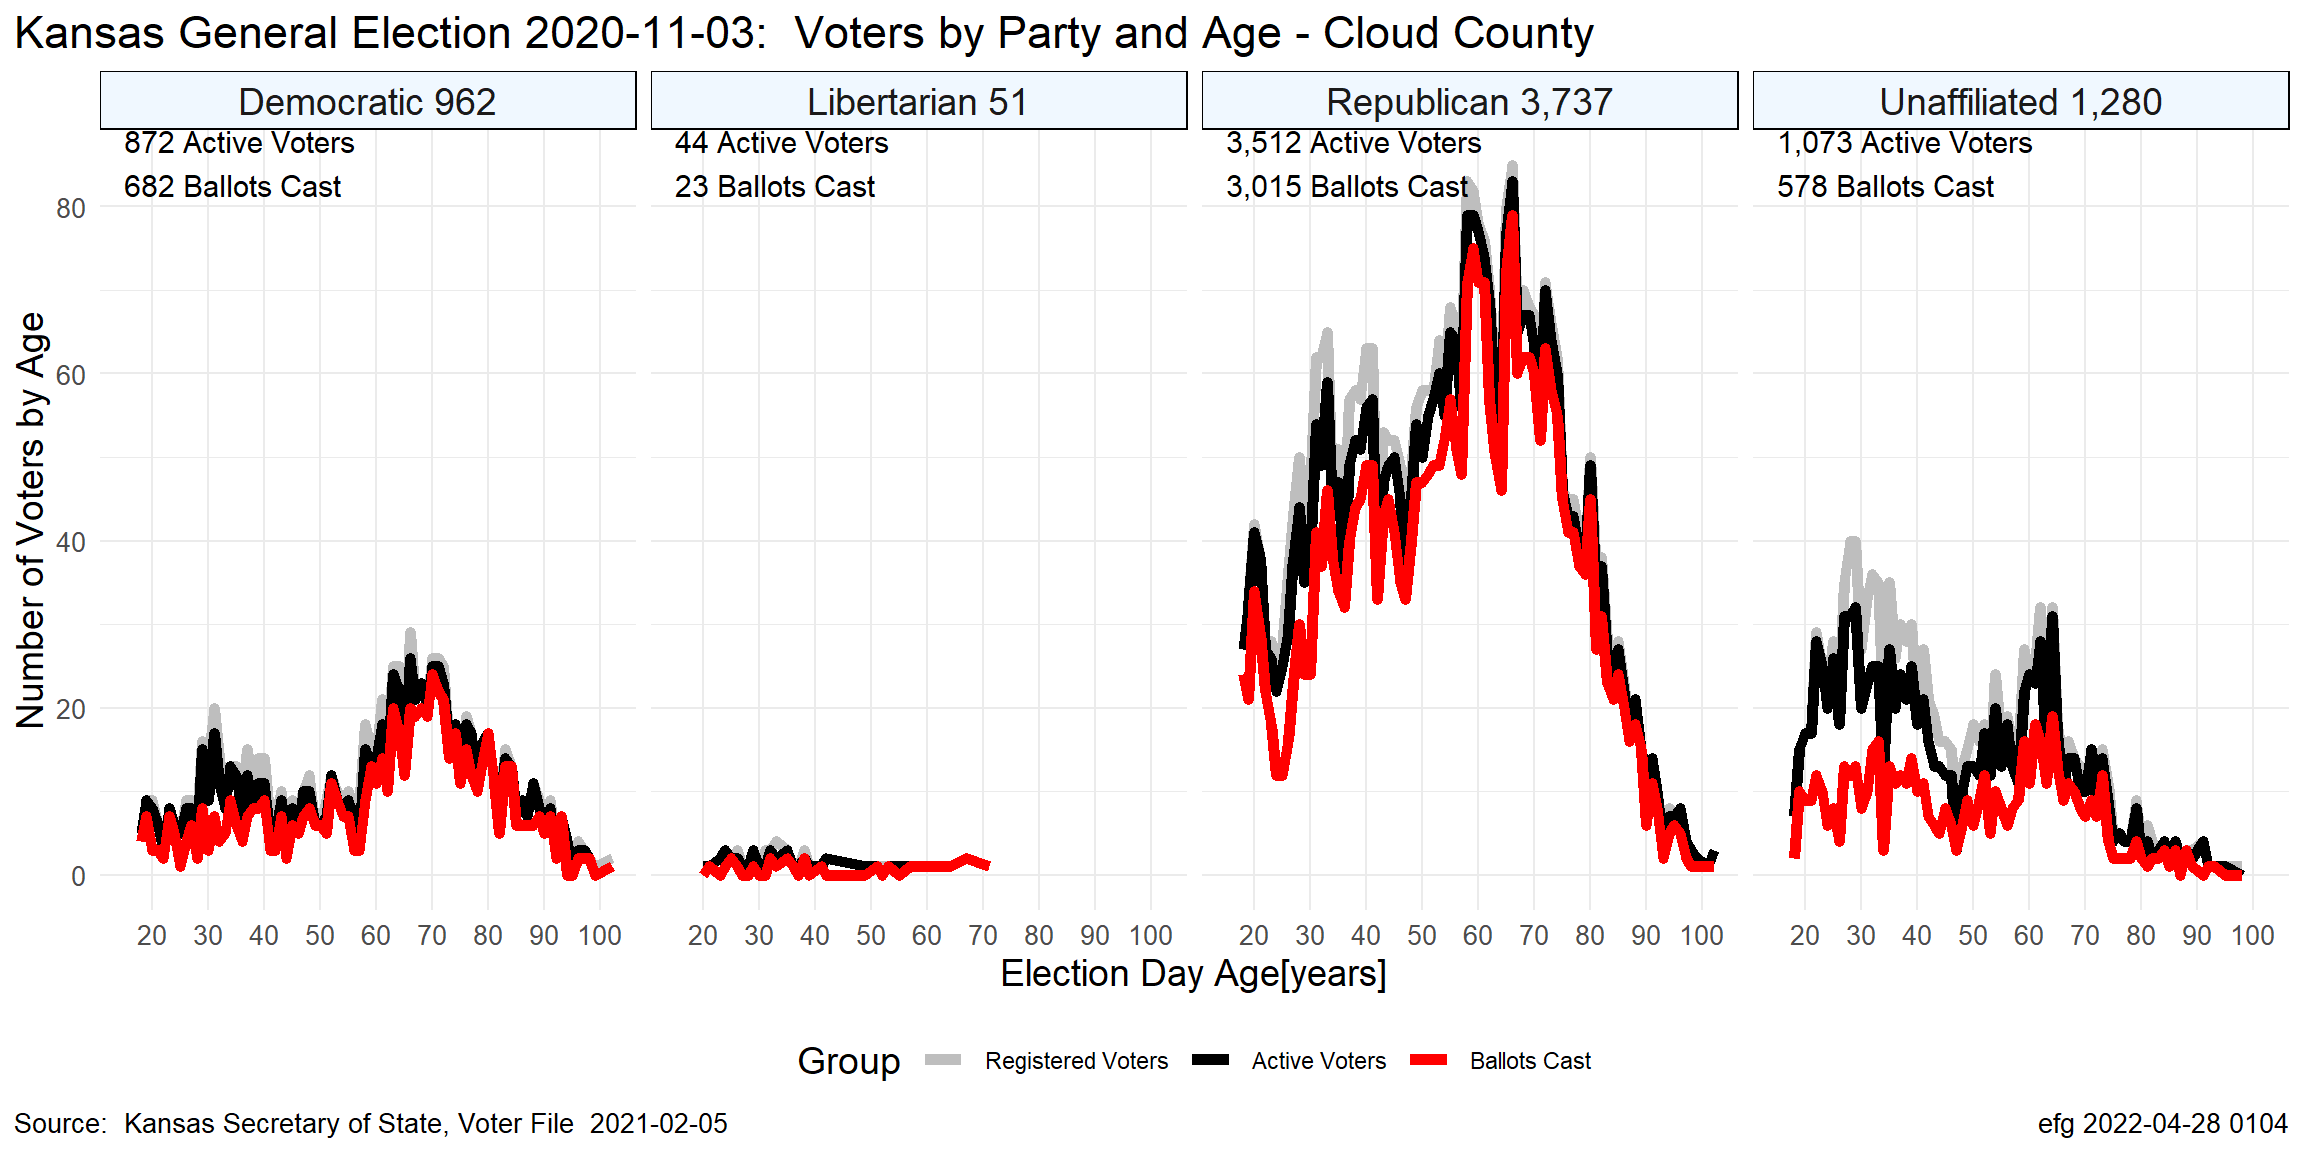 Kansas General Election 2020-11-03:  Voters by Party and Age - Cloud County
Democratic 962
Libertarian 51
Republican 3,737
Unaffiliated 1,280
872 Active Voters
682 Ballots Cast
44 Active Voters
23 Ballots Cast
3,512 Active Voters
3,015 Ballots Cast
1,073 Active Voters
578 Ballots Cast
Number of Voters by Age
80
60
40
20
0
20 30 40 50 60 70 80 90 100
20 30 40 50 60 70 80 90 100
20 30 40 50 60 70 80 90 100
20 30 40 50 60 70 80 90 100
Election Day Age[years]
Group Registered Voters Active Voters Ballots Cast
Source:  Kansas Secretary of State, Voter File  2021-02-05
efg 2022-04-28 0104